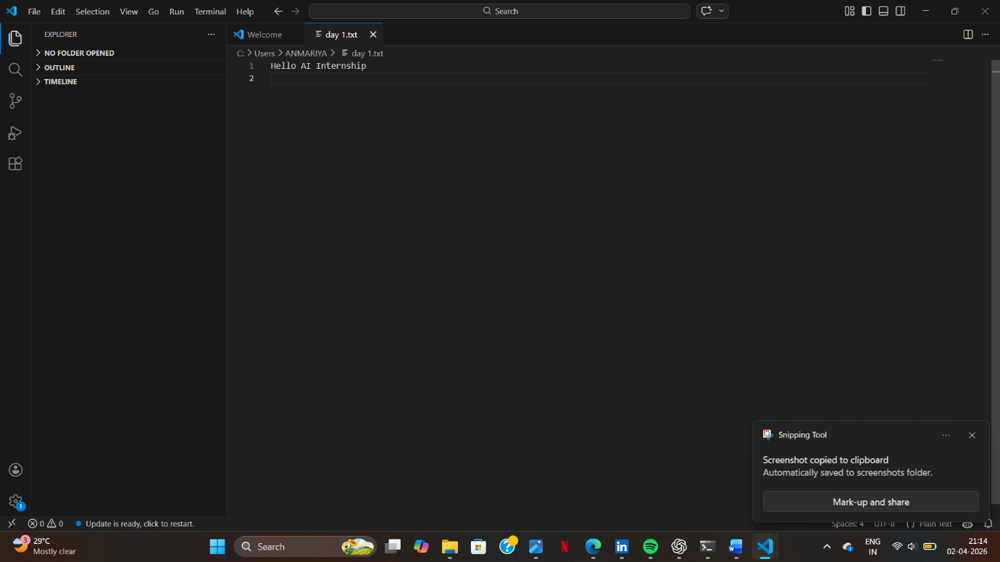 File Edit Selection View Go Run Terminal Help Search
EXPLORER
NO FOLDER OPENED
OUTLINE
TIMELINE
Welcome day 1.txt
C: Users ANMARIYA day 1.txt
1 Hello AI Internship
2
Snipping Tool
Screenshot copied to clipboard
Automatically saved to screenshots folder.
Mark-up and share
1
0 0 Update is ready, click to restart.
Spaces: 4 UTF-8 {} Plain Text
3 29°C
Mostly clear
Search
ENG
IN
21:14
02-04-2026